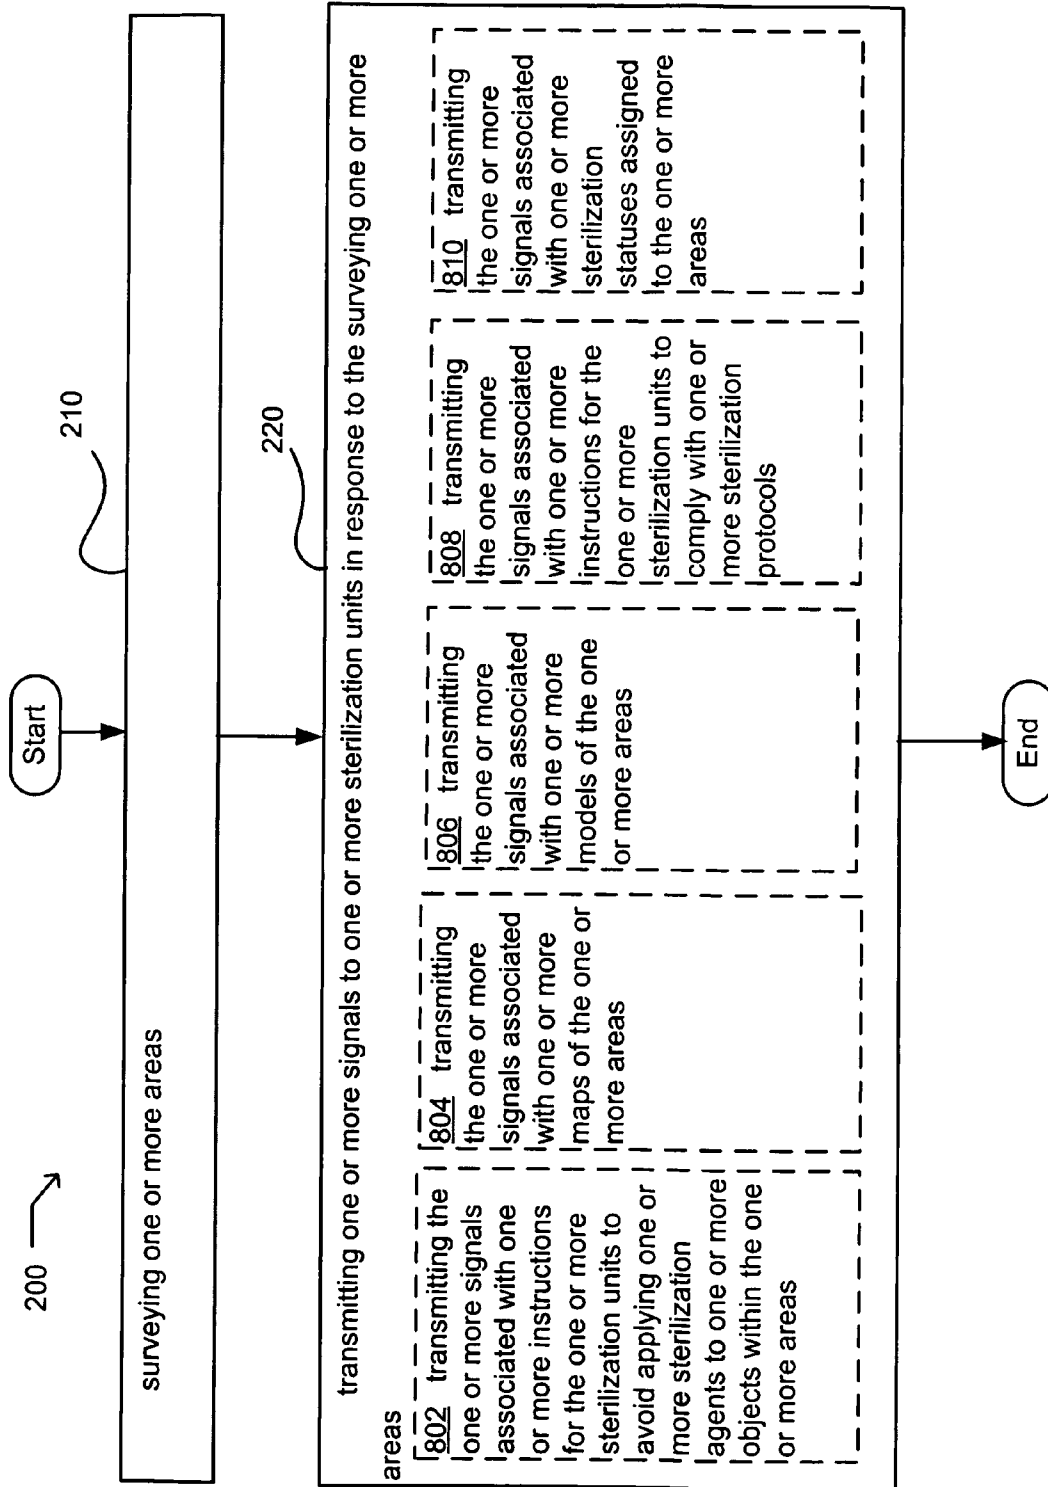 200
Start
210
surveying one or more areas
220
transmitting one or more signals to one or more sterilization units in response to the surveying one or more
areas
802 transmitting the
one or more signals
associated with one
or more instructions
for the one or more
sterilization units to
avoid applying one or
more sterilization
agents to one or more
objects within the one
or more areas
804 transmitting
the one or more
signals associated
with one or more
maps of the one or
more areas
806 transmitting
the one or more
signals associated
with one or more
models of the one
or more areas
808 transmitting
the one or more
signals associated
with one or more
instructions for the
one or more
sterilization units to
comply with one or
more sterilization
protocols
810 transmitting
the one or more
signals associated
with one or more
sterilization
statuses assigned
to the one or more
areas
End